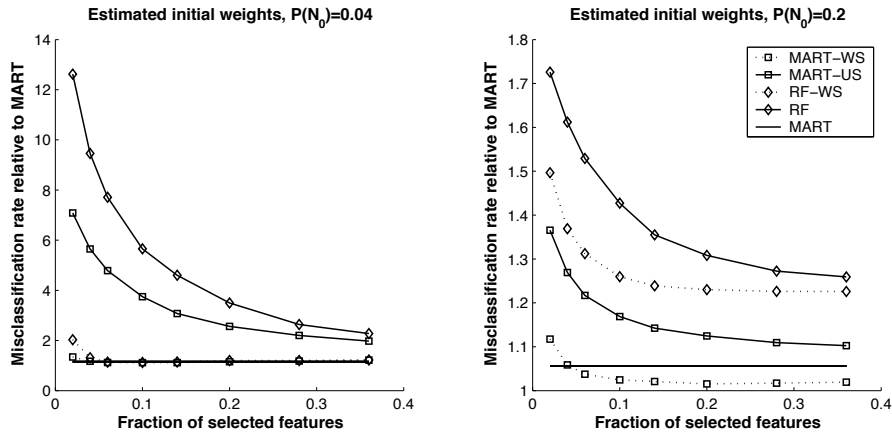 Estimated initial weights, P(N0)=0.04
Misclassification rate relative to MART
14
12
10
8
6
4
2
0
0
0.1
0.2
0.3
0.4
Fraction of selected features
Estimated initial weights, P(N0)=0.2
Misclassification rate relative to MART
1.8
1.7
1.6
1.5
1.4
1.3
1.2
1.1
1
0
0.1
0.2
0.3
0.4
Fraction of selected features
MART−WS
MART−US
RF−WS
RF
MART